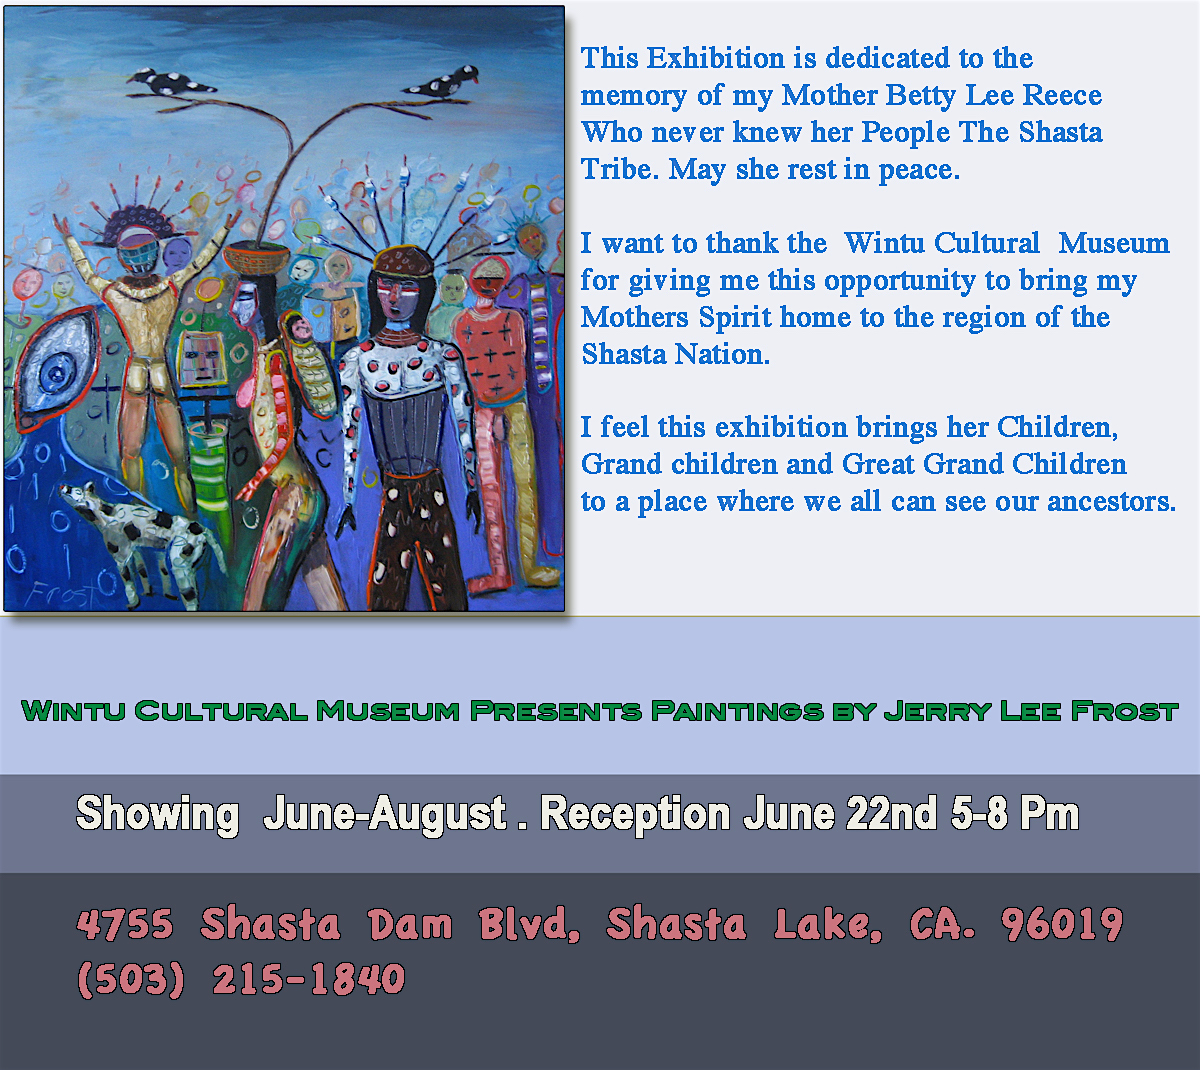 This Exhibition is dedicated to the
memory of my Mother Betty Lee Reece
Who never knew her People The Shasta
Tribe. May she rest in peace.
I want to thank the Wintu Cultural Museum
for giving me this opportunity to bring my
Mothers Spirit home to the region of the
Shasta Nation.
I feel this exhibition brings her Children,
Grand children and Great Grand Children
to a place where we all can see our ancestors.
Frost
Wintu Cultural Museum Presents Paintings by Jerry Lee Frost
Showing June-August . Reception June 22nd 5-8 Pm
4755 Shasta Dam Blvd, Shasta Lake, CA. 96019
(503) 215-1840